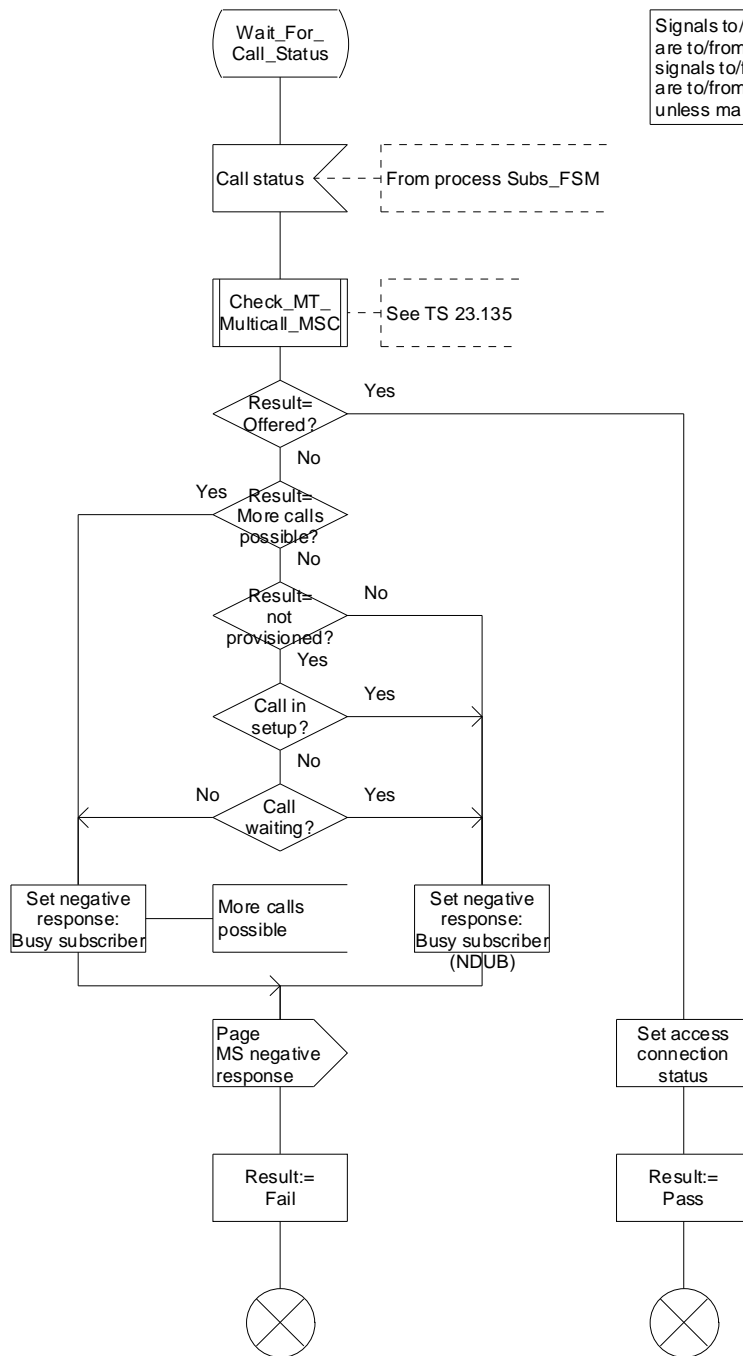 Wait_For_
Call_Status
Signals to/
are to/from
signals to/f
are to/from
unless ma
Call status
From process Subs_FSM
Check_MT_
Multicall_MSC
See TS 23.135
Result=
Offered?
Yes
No
Yes
Result=
More calls
possible?
No
Result=
not
provisioned?
No
Yes
Call in
setup?
Yes
No
No
Call
waiting?
Yes
Set negative
response:
Busy subscriber
More calls
possible
Set negative
response:
Busy subscriber
(NDUB)
Page
MS negative
response
Set access
connection
status
Result:=
Fail
Result:=
Pass